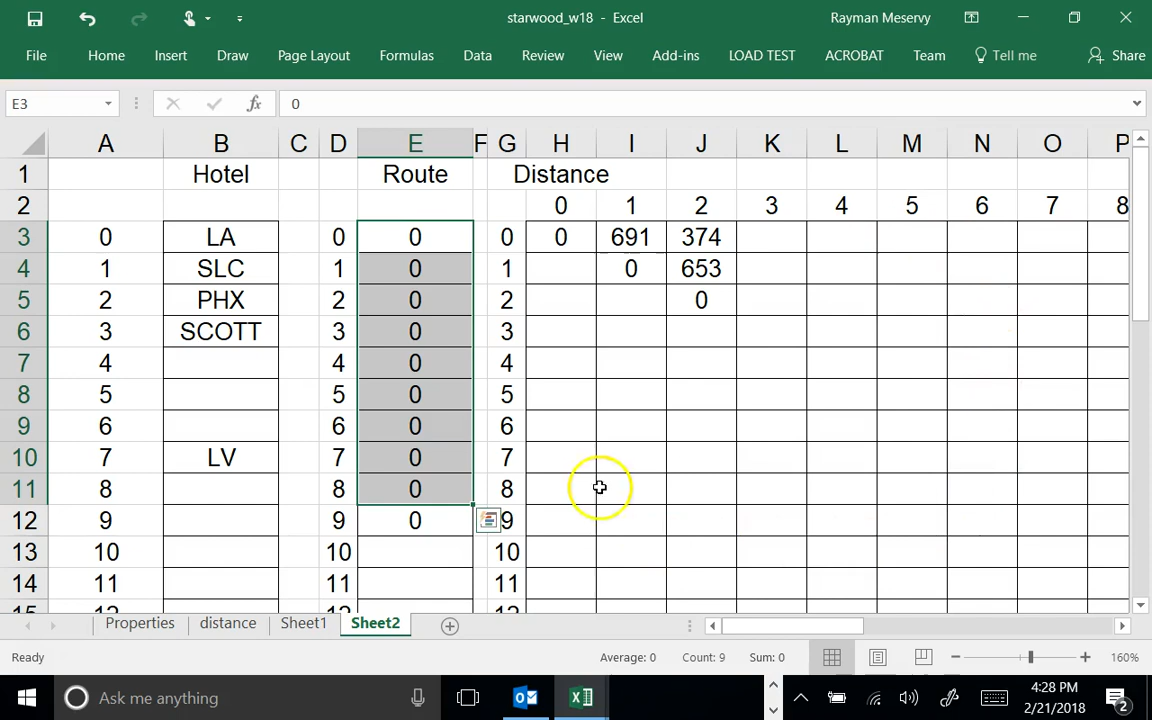 starwood_w18 - Excel
Rayman Meservy
File Home Insert Draw Page Layout Formulas Data Review View Add-ins LOAD TEST ACROBAT Team Tell me Share
E3 fx 0
A B C D E F G H I J K L M N O P
1 Hotel Route Distance
2 0 1 2 3 4 5 6 7 8
3 0 LA 0 0 0 0 691 374
4 1 SLC 1 0 1 0 653
5 2 PHX 2 0 2 0
6 3 SCOTT 3 0 3
7 4 4 0 4
8 5 5 0 5
9 6 6 0 6
10 7 LV 7 0 7
11 8 8 0 8
12 9 9 0 9
13 10 10 10
14 11 11 11
15 12 12 12
Properties distance Sheet1 Sheet2
Ready Average: 0 Count: 9 Sum: 0 160%
Ask me anything
4:28 PM
2/21/2018
2